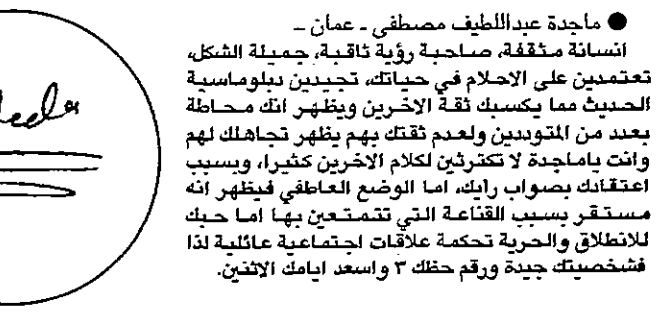 ● ماجدة عبداللطيف مصطفى ـ عمان ـ
انسانة مثقفة، صاحبة رؤية ثاقبة، جميلة الشكل،
تعتمدين على الاحلام في حياتك، تجيدين دبلوماسية
الحديث مما يكسبك ثقة الاخرين ويظهر انك محاطة
بعدد من المتوددين ولعدم ثقتك بهم يظهر تجاهلك لهم
وانت ياماجدة لا تكترثين لكلام الاخرين كثيرا، وبسبب
اعتقادك بصواب رايك، اما الوضع العاطفي فيظهر انه
مستقر بسبب القناعة التي تتمتعين بها اما حبك
للانطلاق والحرية تحكمة علاقات اجتماعية عائلية لذا
فشخصيتك جيدة ورقم حظك ٣ واسعد ايامك الاثنين.